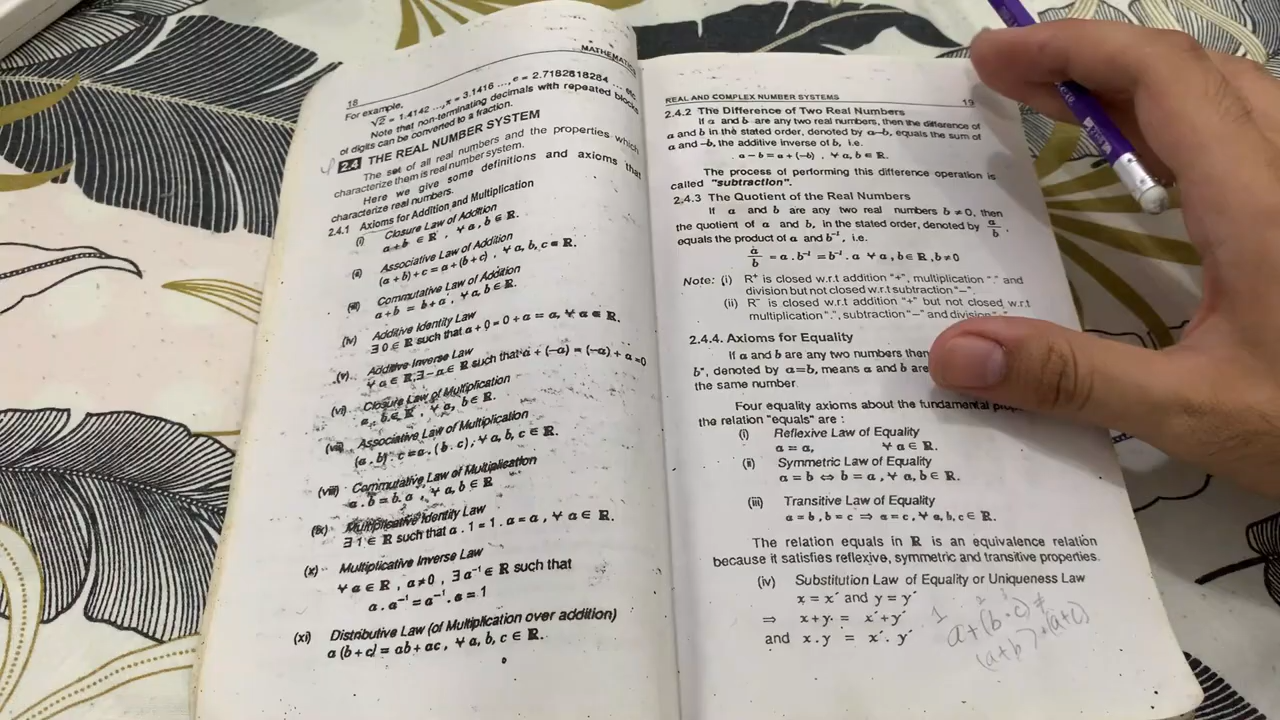 18
MATHEMATICS
For example,
√2 = 1.4142 ..., π = 3.1416 ..., e = 2.7182818284 ... etc.
Note that non-terminating decimals with repeated blocks
of digits can be converted to a fraction.
2.4 THE REAL NUMBER SYSTEM
The set of all real numbers and the properties which
characterize them is real number system.
Here we give some definitions and axioms that
characterize real numbers.
2.4.1 Axioms for Addition and Multiplication
(i) Closure Law of Addition
a+b ∈ ℝ , ∀ a, b ∈ ℝ.
(ii) Associative Law of Addition
(a+b)+c=a+(b+c), ∀ a, b, c ∈ ℝ.
(iii) Commutative Law of Addition
a+b = b+a, ∀ a, b ∈ ℝ.
(iv) Additive Identity Law
∃ 0 ∈ ℝ such that a+0=0+a=a, ∀ a ∈ ℝ.
(v) Additive Inverse Law
∀ a ∈ ℝ, ∃ -a ∈ ℝ such that a + (-a) = (-a) + a =0
(vi) Closure Law of Multiplication
a. b ∈ ℝ , ∀ a, b ∈ ℝ.
(vii) Associative Law of Multiplication
(a . b) . c = a . (b . c), ∀ a, b, c ∈ ℝ.
(viii) Commutative Law of Multiplication
a . b = b. a , ∀ a, b ∈ ℝ
(ix) Multiplicative Identity Law
∃ 1 ∈ ℝ such that a . 1 = 1 . a = a , ∀ a ∈ ℝ.
(x) Multiplicative Inverse Law
∀ a ∈ ℝ , a≠0 , ∃ a⁻¹ ∈ ℝ such that
a . a⁻¹ = a⁻¹ . a = 1
(xi) Distributive Law (of Multiplication over addition)
a (b + c) = ab + ac, ∀ a, b, c ∈ ℝ.
REAL AND COMPLEX NUMBER SYSTEMS
19
2.4.2 The Difference of Two Real Numbers
If a and b are any two real numbers, then the difference of
a and b in the stated order, denoted by a–b, equals the sum of
a and –b, the additive inverse of b, i.e.
a – b = a + (–b) , ∀ a, b ∈ ℝ.
The process of performing this difference operation is
called "subtraction".
2.4.3 The Quotient of the Real Numbers
If a and b are any two real numbers b ≠ 0, then
the quotient of a and b, in the stated order, denoted by a/b,
equals the product of a and b⁻¹, i.e.
a/b = a . b⁻¹ = b⁻¹ . a ∀ a , b ∈ ℝ , b ≠ 0
Note: (i) R⁺ is closed w.r.t addition "+", multiplication "." and
division but not closed w.r.t subtraction "–".
(ii) R⁻ is closed w.r.t addition "+" but not closed w.r.t
multiplication ".", subtraction "–" and division
2.4.4. Axioms for Equality
If a and b are any two numbers then
b", denoted by a=b, means a and b are
the same number.
Four equality axioms about the fundamental
the relation "equals" are :
(i) Reflexive Law of Equality
a = a, ∀ a ∈ ℝ.
(ii) Symmetric Law of Equality
a = b ⇔ b = a , ∀ a, b ∈ ℝ.
(iii) Transitive Law of Equality
a = b , b = c ⇒ a = c, ∀ a, b, c ∈ ℝ.
The relation equals in ℝ is an equivalence relation
because it satisfies reflexive, symmetric and transitive properties.
(iv) Substitution Law of Equality or Uniqueness Law
x = x′ and y = y′
⇒ x+y = x′+y′
and x . y = x′ . y′
a+(b·c) ≠
(a+b)·(a+c)